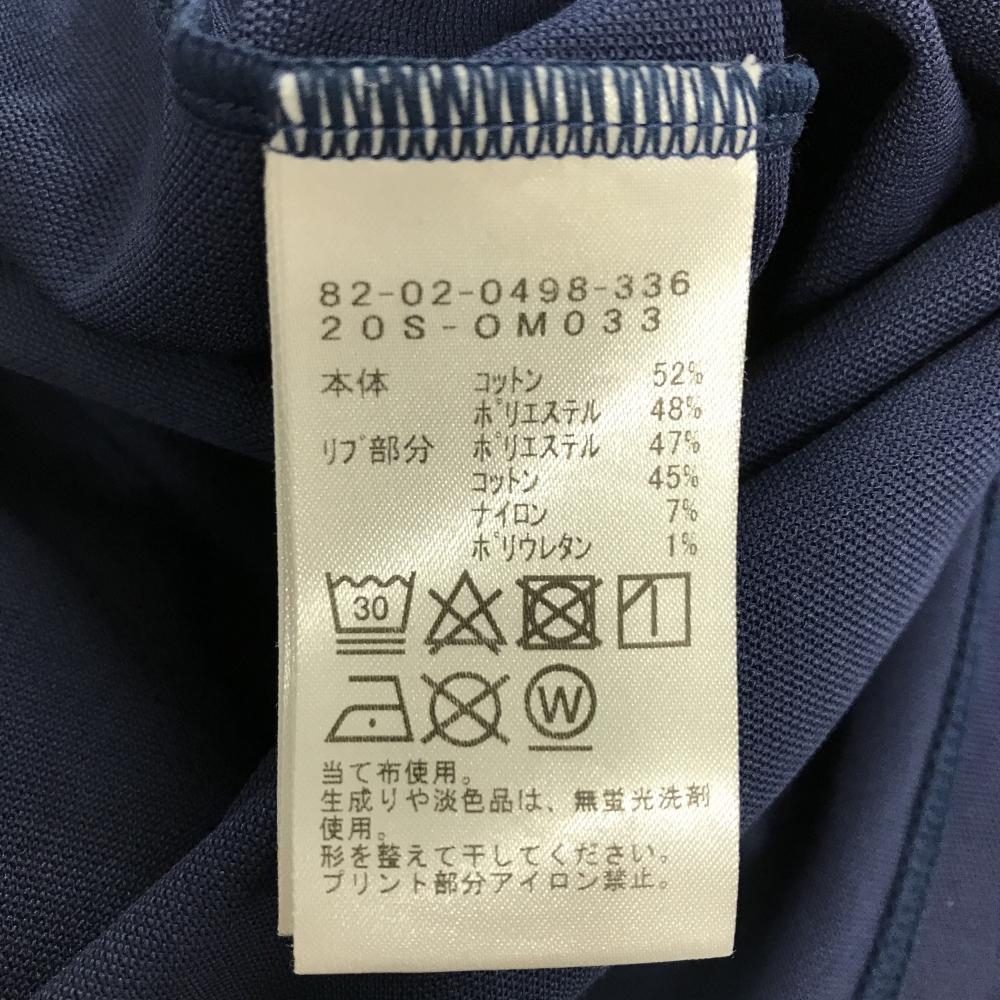 82-02-0498-336
20S-OM033
本体 コットン 52%
ポリエステル 48%
リブ部分 ポリエステル 47%
コットン 45%
ナイロン 7%
ポリウレタン 1%
30
W
当て布使用。
生成りや淡色品は、無蛍光洗剤
使用。
形を整えて干してください。
プリント部分アイロン禁止。